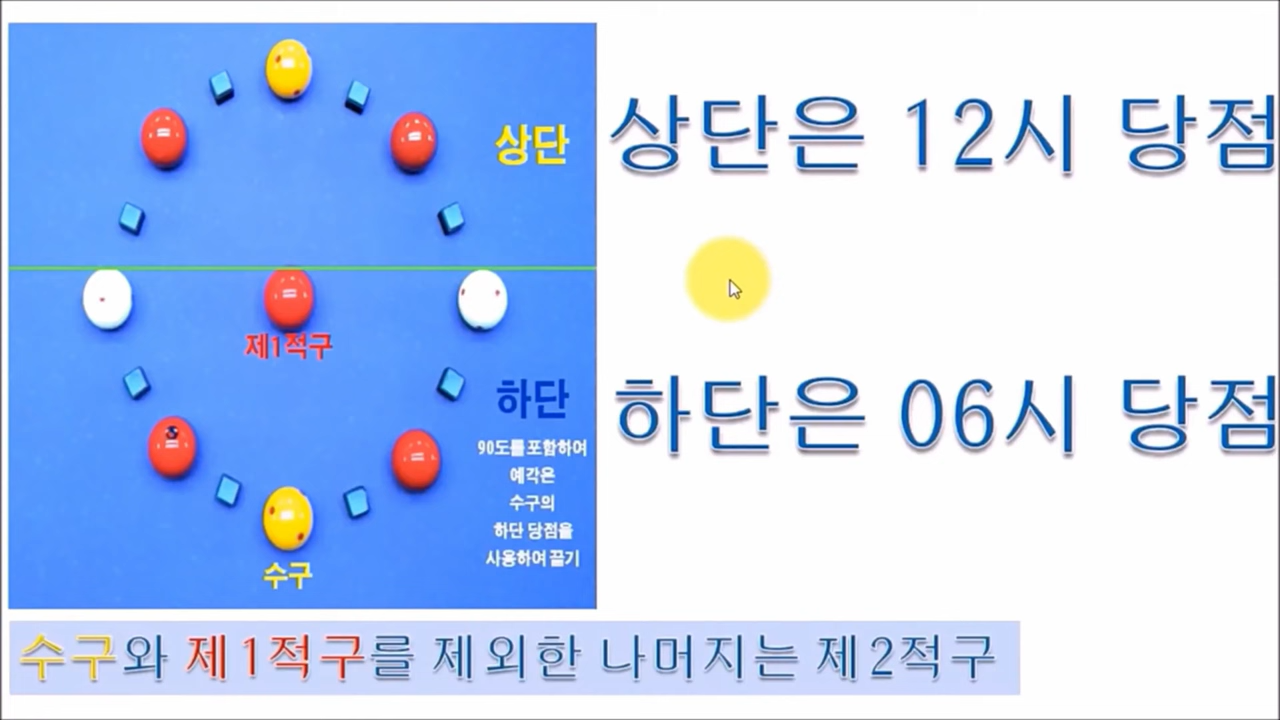 상단
상단은 12시 당점
제1적구
하단
하단은 06시 당점
90도를 포함하여
예각은
수구의
하단 당점을
사용하여 끌기
수구
수구와 제1적구를 제외한 나머지는 제2적구